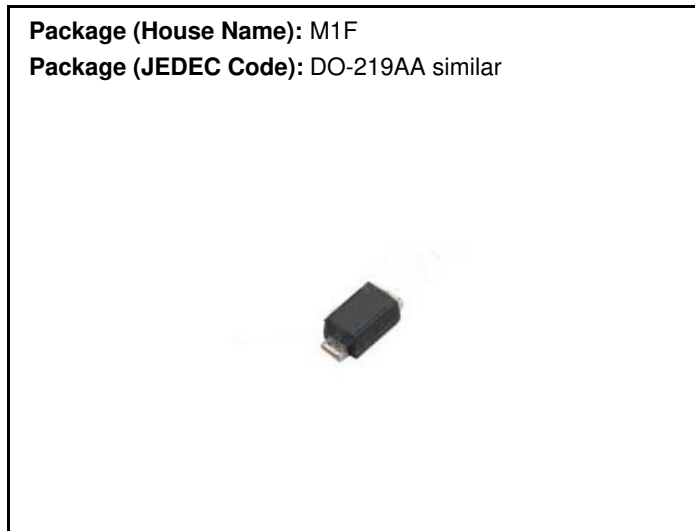 Package (House Name): M1F
Package (JEDEC Code): DO-219AA similar